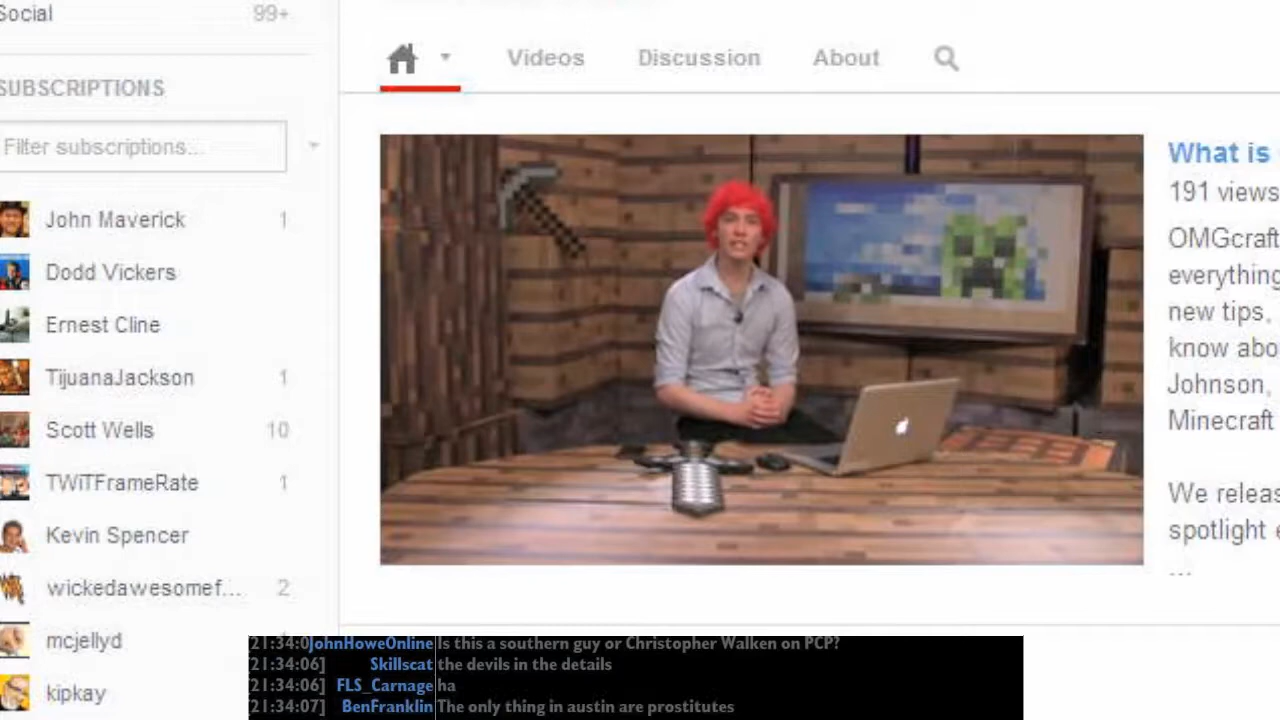 Social 99+
Videos Discussion About
SUBSCRIPTIONS
Filter subscriptions...
What is
191 views
John Maverick 1
OMGcraft
Dodd Vickers
everything
new tips,
Ernest Cline
know abo
TijuanaJackson 1
Johnson,
Minecraft
Scott Wells 10
TWiTFrameRate 1
We releas
spotlight e
Kevin Spencer
...
wickedawesomef... 2
mcjellyd
kipkay
[21:34:0 JohnHoweOnline Is this a southern guy or Christopher Walken on PCP?
[21:34:06] Skillscat the devils in the details
[21:34:06] FLS_Carnage ha
[21:34:07] BenFranklin The only thing in austin are prostitutes